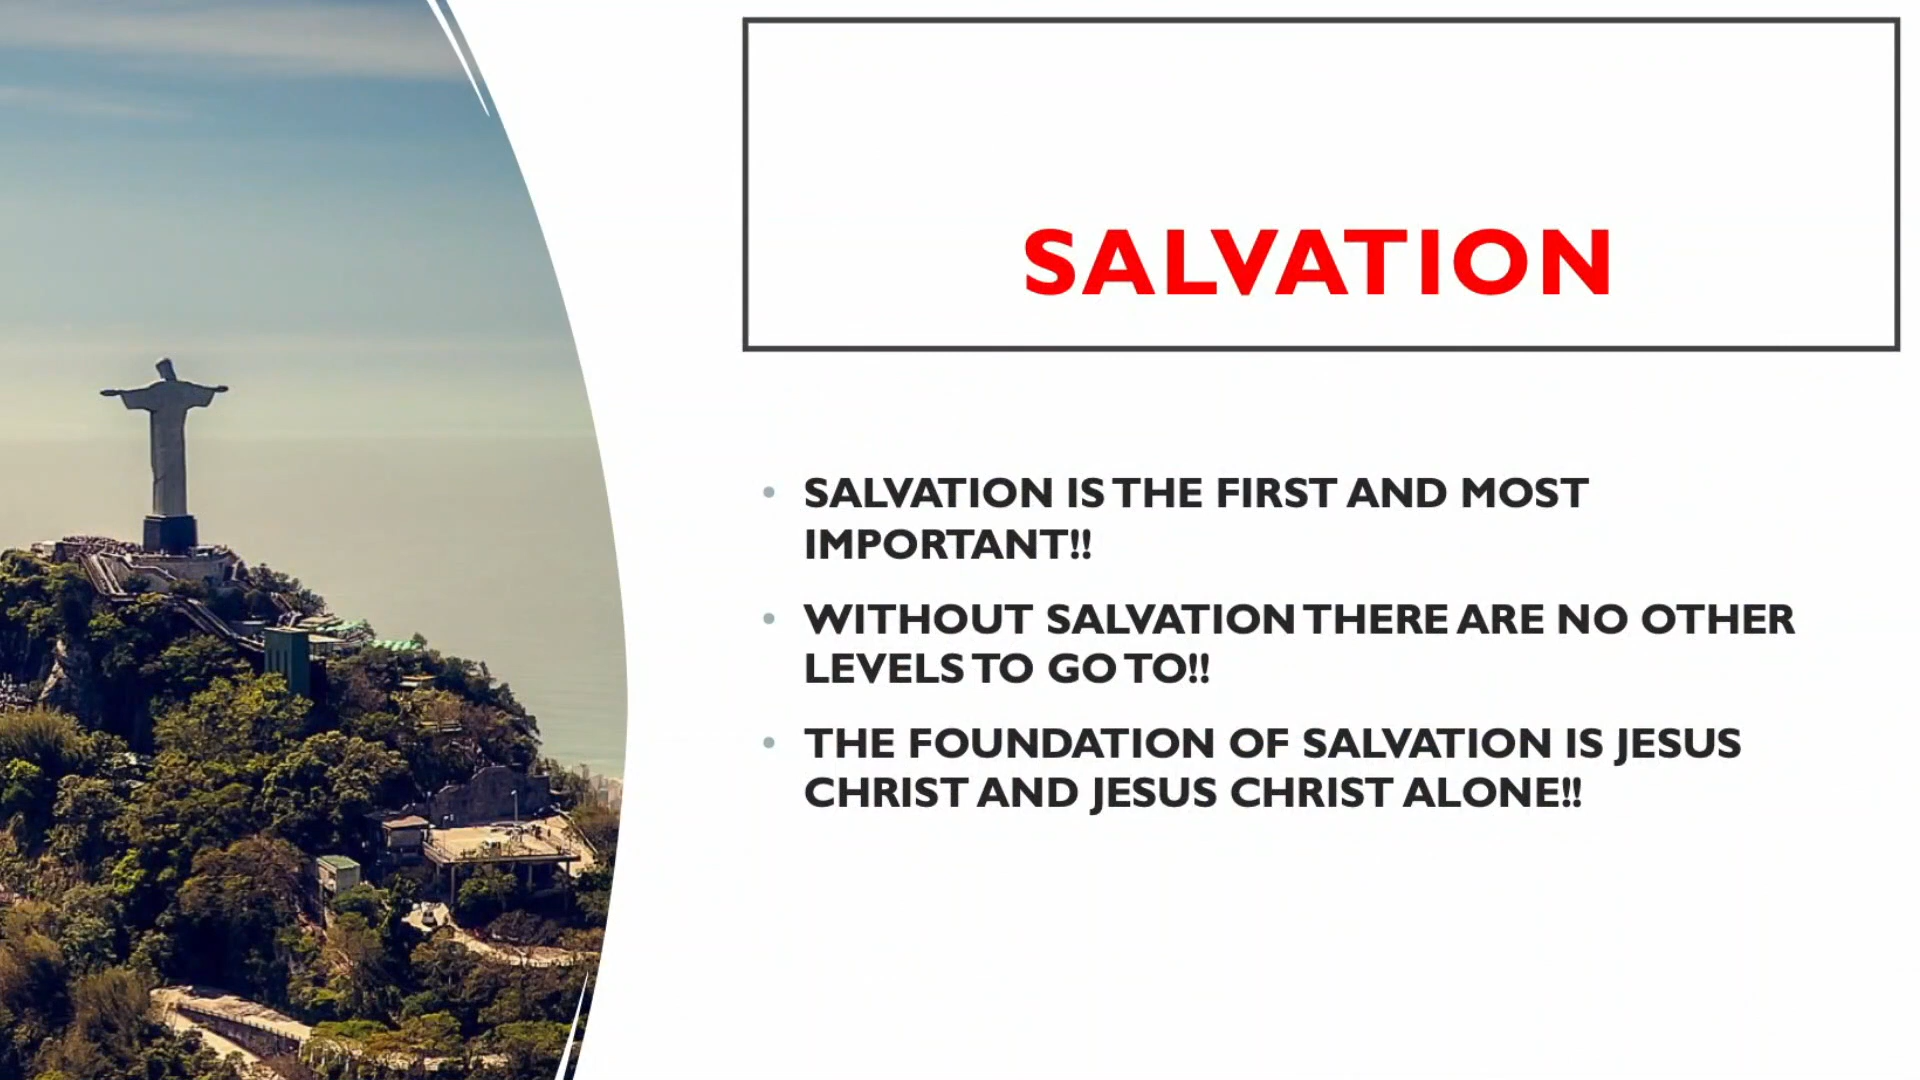 SALVATION
• SALVATION IS THE FIRST AND MOST
IMPORTANT!!
• WITHOUT SALVATION THERE ARE NO OTHER
LEVELS TO GO TO!!
• THE FOUNDATION OF SALVATION IS JESUS
CHRIST AND JESUS CHRIST ALONE!!